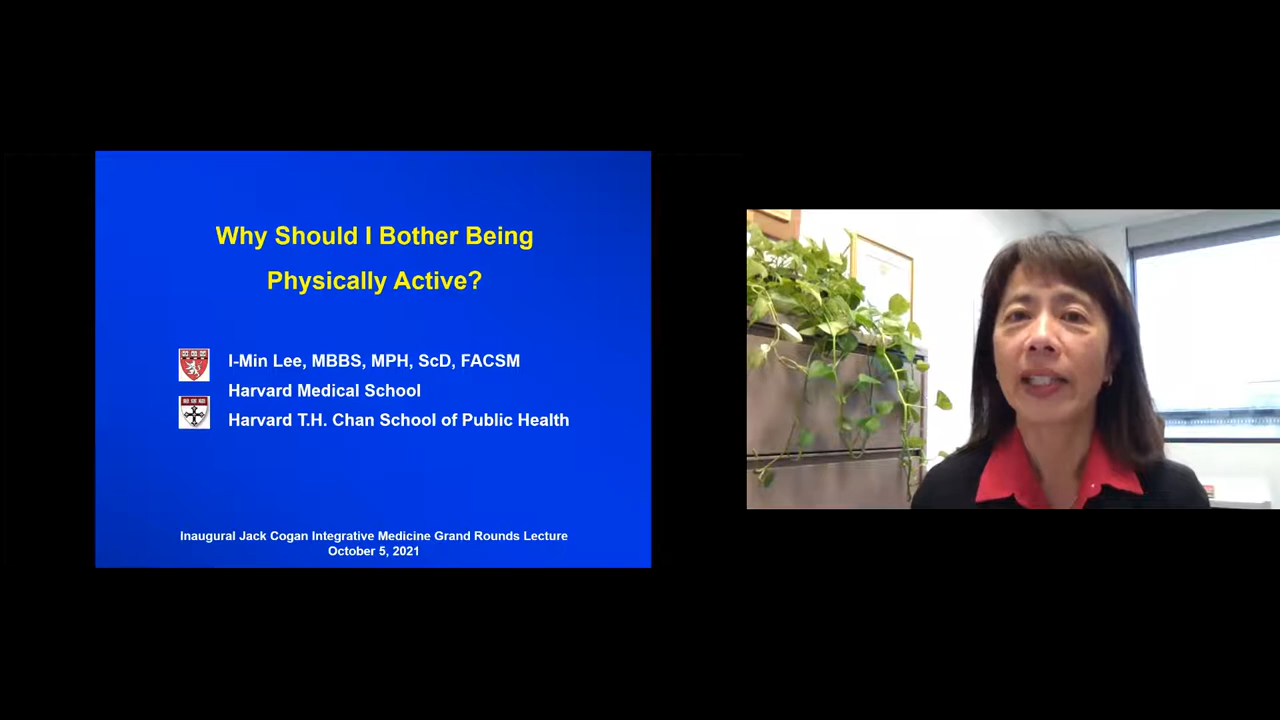 Why Should I Bother Being
Physically Active?
I-Min Lee, MBBS, MPH, ScD, FACSM
Harvard Medical School
Harvard T.H. Chan School of Public Health
Inaugural Jack Cogan Integrative Medicine Grand Rounds Lecture
October 5, 2021